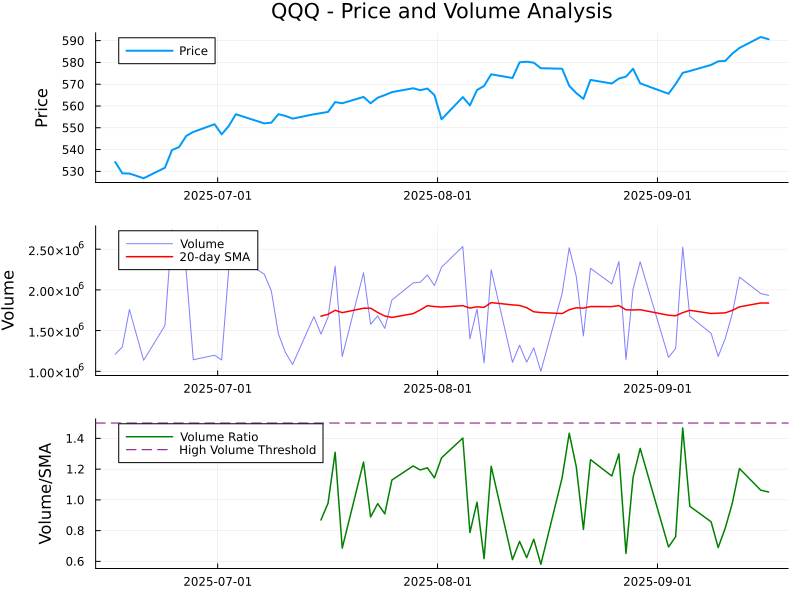 QQQ - Price and Volume Analysis
Price
590
580
570
560
550
540
530
Price
2025-07-01
2025-08-01
2025-09-01
Volume
20-day SMA
2.50×10⁶
2.00×10⁶
1.50×10⁶
1.00×10⁶
Volume
2025-07-01
2025-08-01
2025-09-01
Volume Ratio
High Volume Threshold
1.4
1.2
1.0
0.8
0.6
Volume/SMA
2025-07-01
2025-08-01
2025-09-01